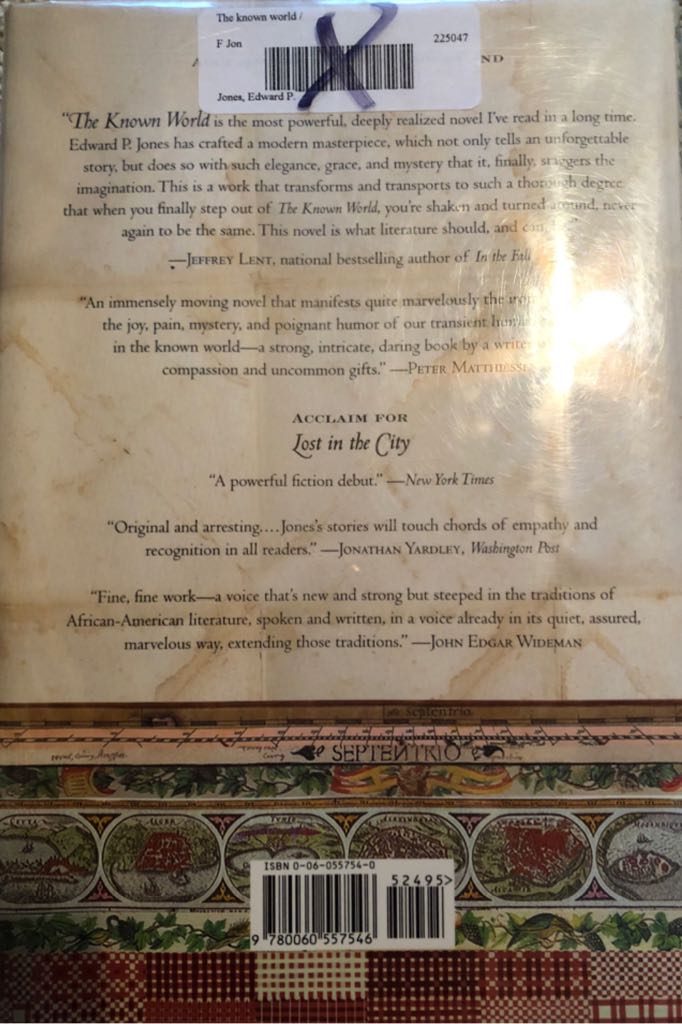 The known world /
F Jon
225047
Jones, Edward P.
A
ND
"The Known World is the most powerful, deeply realized novel I've read in a long time.
Edward P. Jones has crafted a modern masterpiece, which not only tells an unforgettable
story, but does so with such elegance, grace, and mystery that it, finally, staggers the
imagination. This is a work that transforms and transports to such a thorough degree
that when you finally step out of The Known World, you're shaken and turned around, never
again to be the same. This novel is what literature should, and can
—JEFFREY LENT, national bestselling author of In the Fall
"An immensely moving novel that manifests quite marvelously the
the joy, pain, mystery, and poignant humor of our transient
in the known world—a strong, intricate, daring book by a writer
compassion and uncommon gifts." —PETER MATTHIESSEN
ACCLAIM FOR
Lost in the City
"A powerful fiction debut." —New York Times
"Original and arresting....Jones's stories will touch chords of empathy and
recognition in all readers." —JONATHAN YARDLEY, Washington Post
"Fine, fine work—a voice that's new and strong but steeped in the traditions of
African-American literature, spoken and written, in a voice already in its quiet, assured,
marvelous way, extending those traditions." —JOHN EDGAR WIDEMAN
septentrio
SEPTENTRIO
TUNIS
ISBN 0-06-055754-0
52495>
9 780060 557546